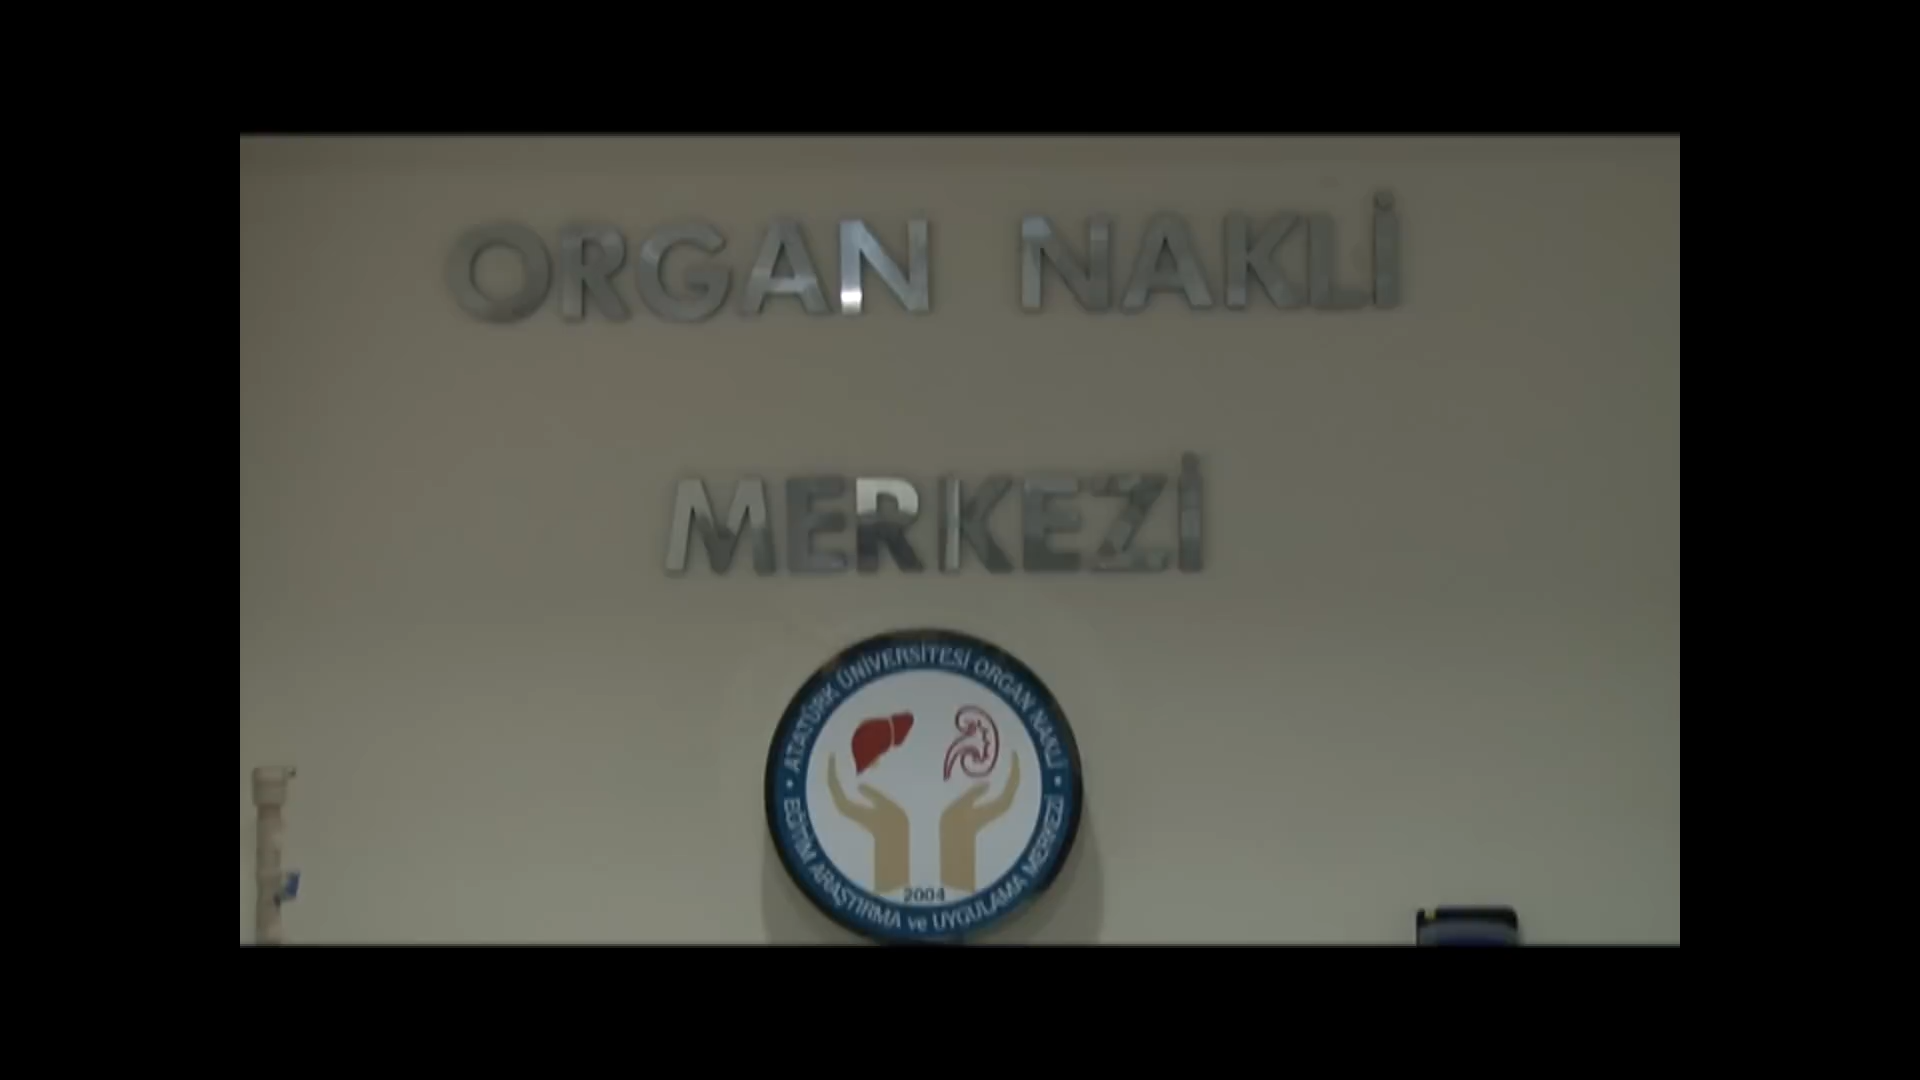 ORGAN NAKLİ
MERKEZİ
• ATATÜRK ÜNİVERSİTESİ ORGAN NAKLİ •
EĞİTİM ARAŞTIRMA ve UYGULAMA MERKEZİ
2004